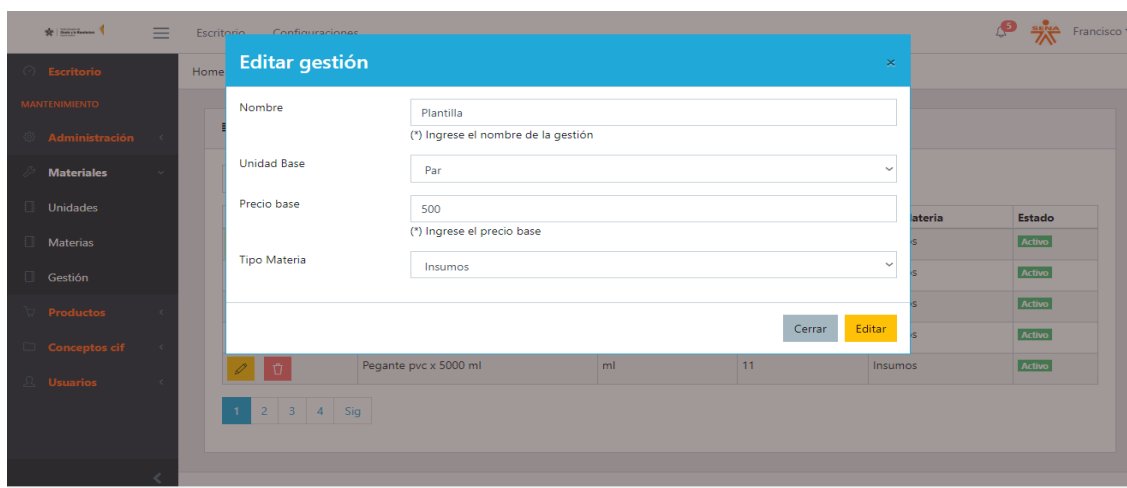 Escritorio Configuraciones 5 SENA Francisco
Escritorio
Home
MANTENIMIENTO
Administración
Materiales
Unidades
Materias
Gestión
Productos
Conceptos cif
Usuarios
Editar gestión ×
Nombre Plantilla
(*) Ingrese el nombre de la gestión
Unidad Base Par
Precio base 500
(*) Ingrese el precio base
Tipo Materia Insumos
Cerrar Editar
Estado
Activo
Activo
Activo
Activo
Pegante pvc x 5000 ml ml 11 Insumos Activo
1 2 3 4 Sig